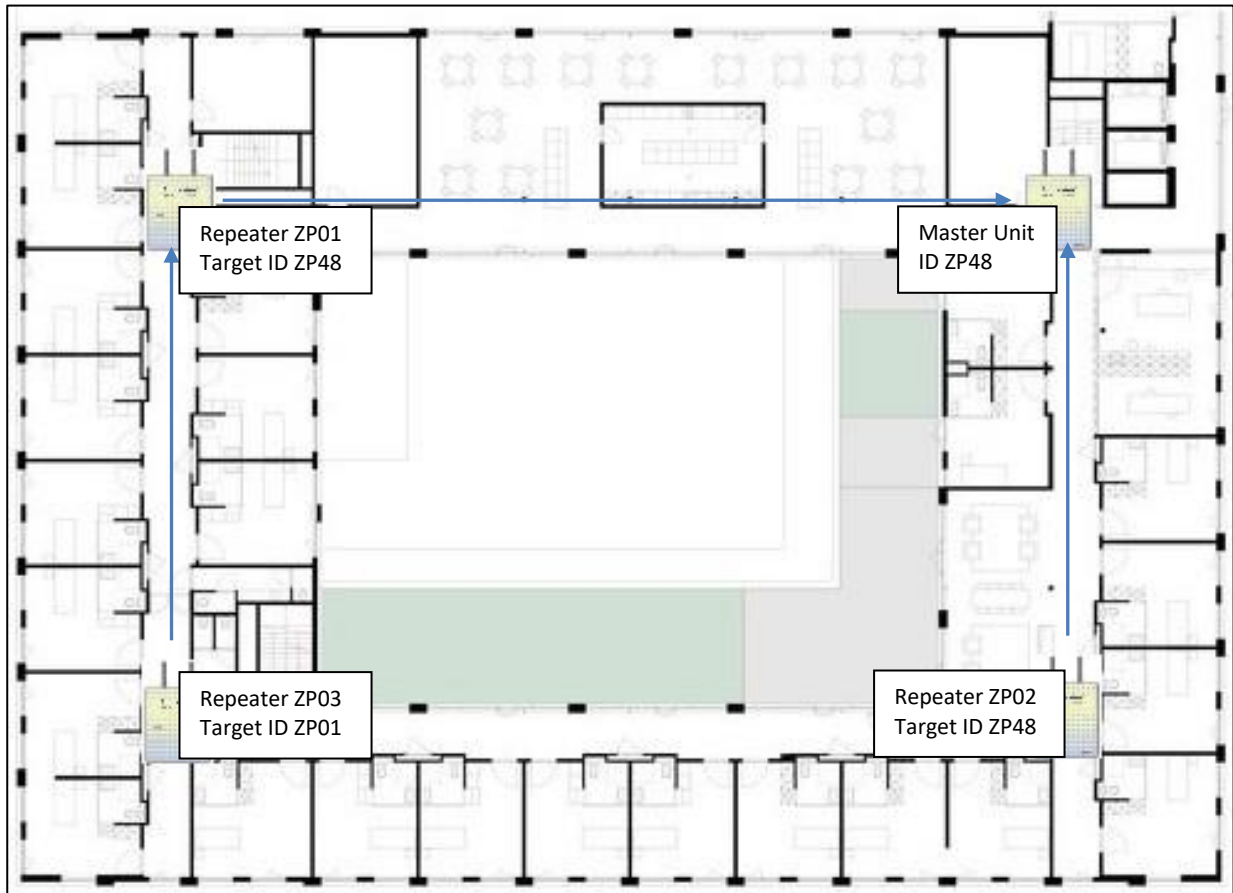 Repeater ZP01
Target ID ZP48
Master Unit
ID ZP48
Repeater ZP03
Target ID ZP01
Repeater ZP02
Target ID ZP48